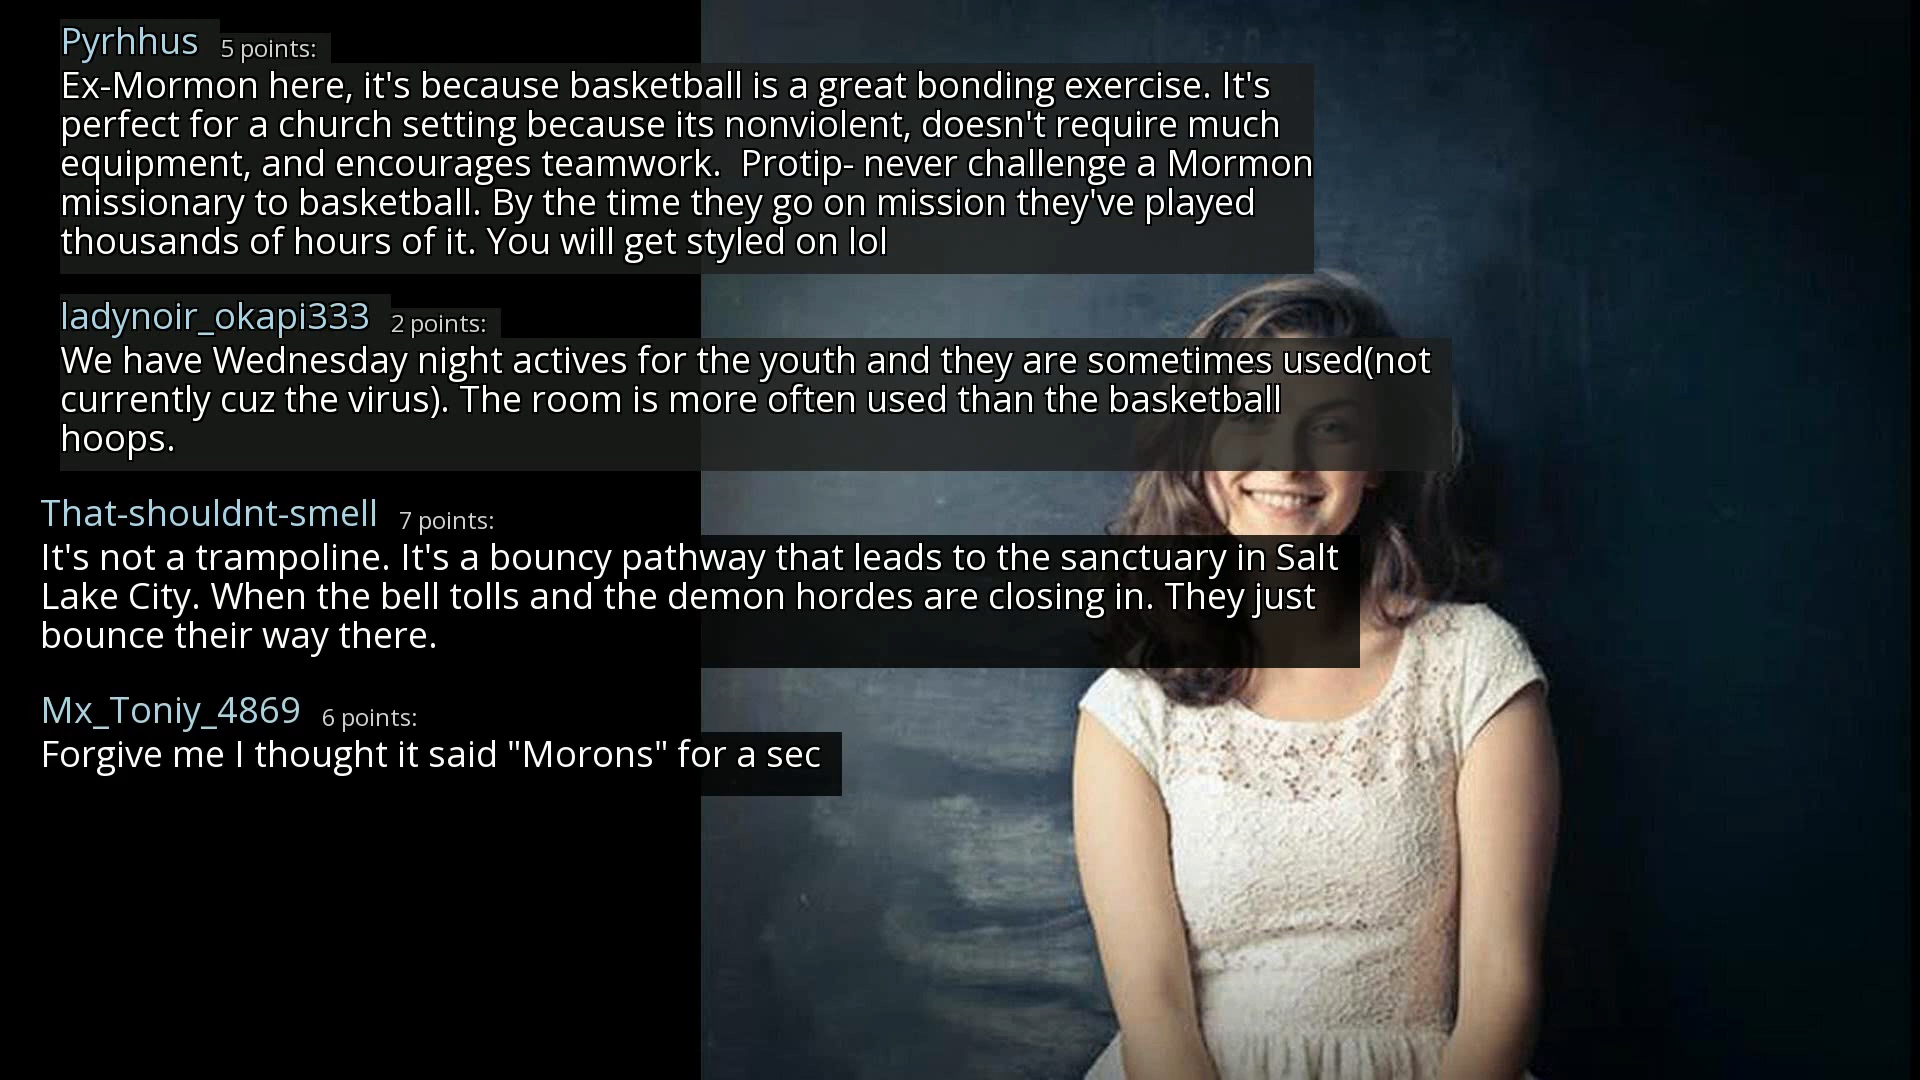 Pyrhhus 5 points:
Ex-Mormon here, it's because basketball is a great bonding exercise. It's
perfect for a church setting because its nonviolent, doesn't require much
equipment, and encourages teamwork.  Protip- never challenge a Mormon
missionary to basketball. By the time they go on mission they've played
thousands of hours of it. You will get styled on lol
ladynoir_okapi333 2 points:
We have Wednesday night actives for the youth and they are sometimes used(not
currently cuz the virus). The room is more often used than the basketball
hoops.
That-shouldnt-smell 7 points:
It's not a trampoline. It's a bouncy pathway that leads to the sanctuary in Salt
Lake City. When the bell tolls and the demon hordes are closing in. They just
bounce their way there.
Mx_Toniy_4869 6 points:
Forgive me I thought it said "Morons" for a sec